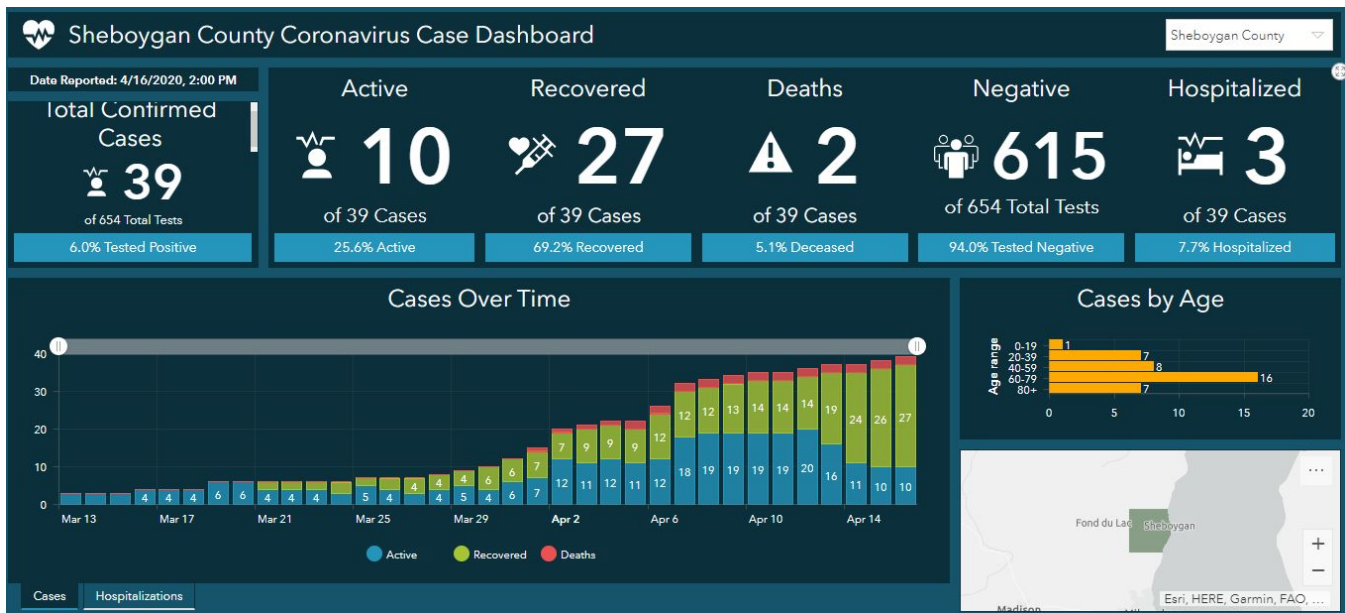 Sheboygan County Coronavirus Case Dashboard
Sheboygan County
Date Reported: 4/16/2020, 2:00 PM
Total Confirmed
Cases
39
of 654 Total Tests
6.0% Tested Positive
Active
10
of 39 Cases
25.6% Active
Recovered
27
of 39 Cases
69.2% Recovered
Deaths
2
of 39 Cases
5.1% Deceased
Negative
615
of 654 Total Tests
94.0% Tested Negative
Hospitalized
3
of 39 Cases
7.7% Hospitalized
Cases Over Time
40
30
20
10
0
12 12 13 14 14 14 19 24 26 27
6 7 7 9 9 9 12
4 4 4 6
4 4 4 6 6 4 4 4 5 4 3 4 5 4 6 7 12 11 12 11 12 18 19 19 19 19 20 16 11 10 10
Mar 13 Mar 17 Mar 21 Mar 25 Mar 29 Apr 2 Apr 6 Apr 10 Apr 14
Active Recovered Deaths
Cases Hospitalizations
Cases by Age
Age range
0-19 1
20-39 7
40-59 8
60-79 16
80+ 7
0 5 10 15 20
Fond du Lac
Sheboygan
Madison
+
−
Esri, HERE, Garmin, FAO, ...